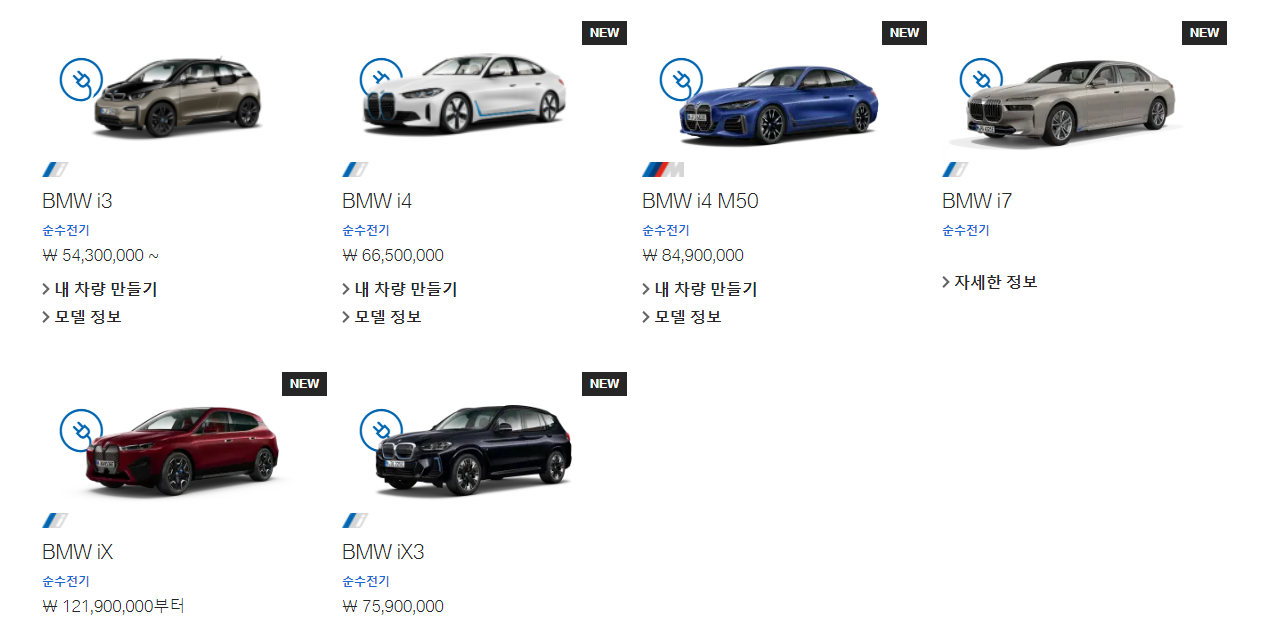 NEW
NEW
NEW
BMW i3
순수전기
₩ 54,300,000 ~
내 차량 만들기
모델 정보
BMW i4
순수전기
₩ 66,500,000
내 차량 만들기
모델 정보
M
BMW i4 M50
순수전기
₩ 84,900,000
내 차량 만들기
모델 정보
BMW i7
순수전기
자세한 정보
NEW
NEW
BMW iX
순수전기
₩ 121,900,000부터
BMW iX3
순수전기
₩ 75,900,000